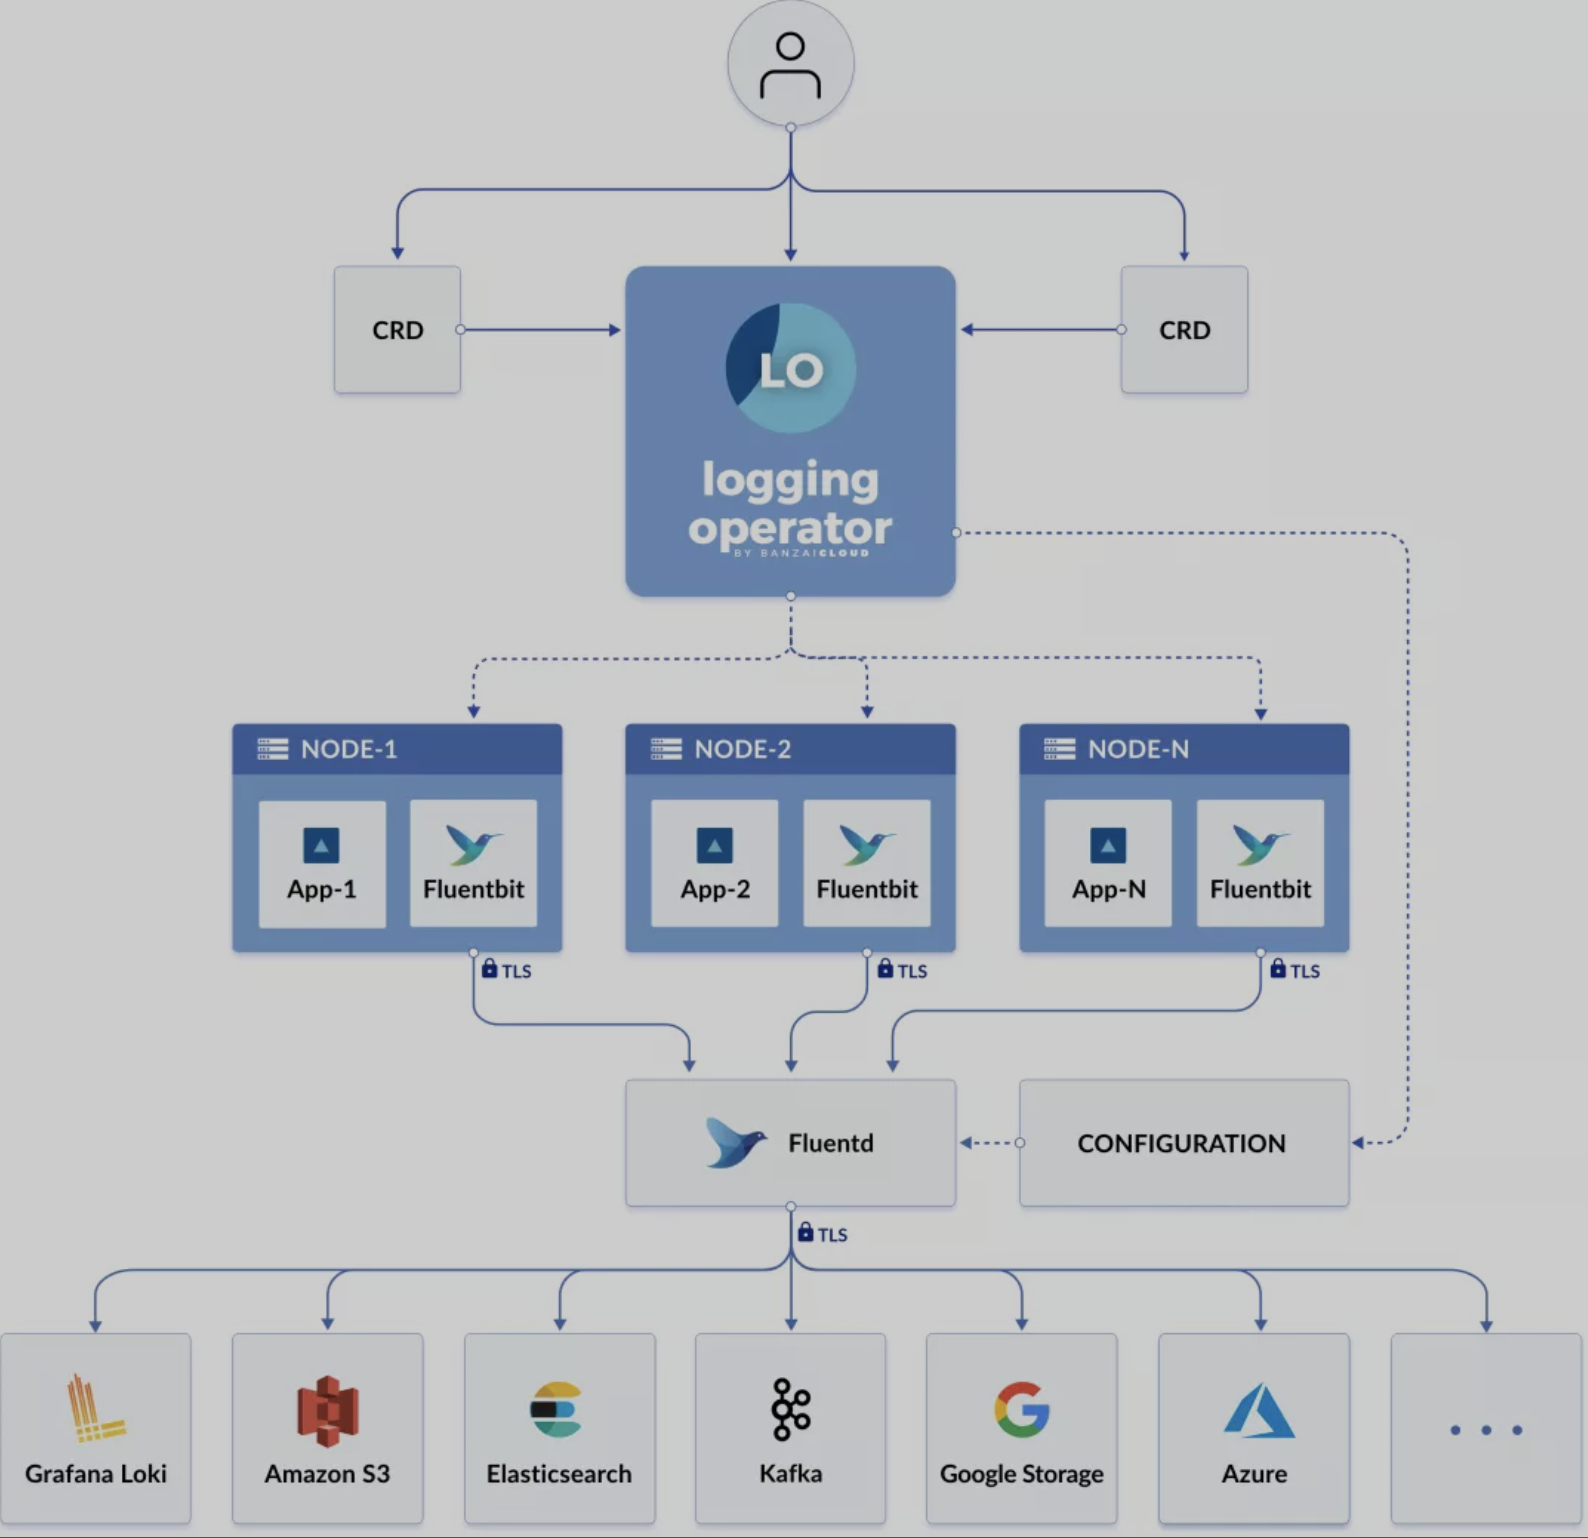 CRD
LO
CRD
logging
operator
BY BANZAICLOUD
NODE-1
NODE-2
NODE-N
App-1
Fluentbit
App-2
Fluentbit
App-N
Fluentbit
TLS
TLS
TLS
Fluentd
CONFIGURATION
TLS
Grafana Loki
Amazon S3
Elasticsearch
Kafka
Google Storage
Azure
...